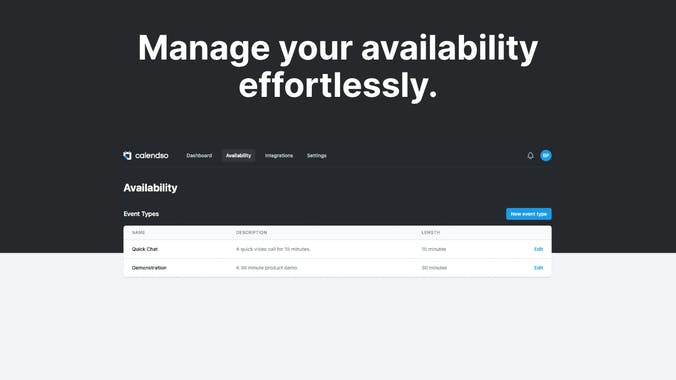 Manage your availability
effortlessly.
calendso Dashboard Availability Integrations Settings BP
Availability
Event Types New event type
NAME DESCRIPTION LENGTH
Quick Chat A quick video call for 15 minutes. 15 minutes Edit
Demonstration A 30 minute product demo. 30 minutes Edit